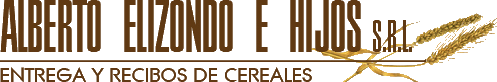 ALBERTO ELIZONDO E HIJOS S.R.L.
ENTREGA Y RECIBOS DE CEREALES